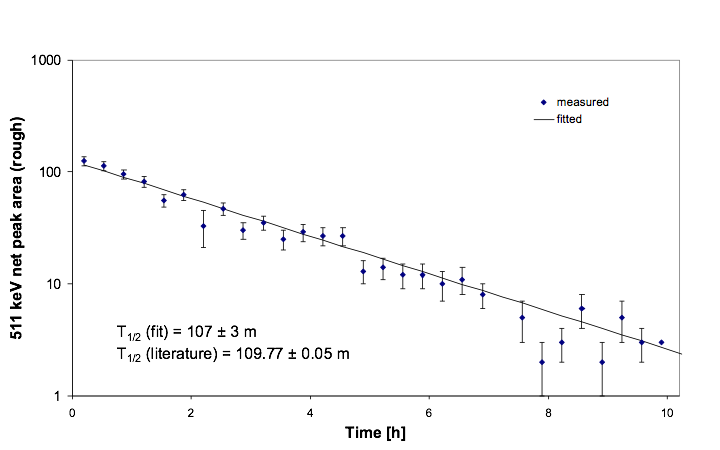 1000
100
10
1
0
2
4
6
8
10
511 keV net peak area (rough)
Time [h]
measured
fitted
T1/2 (fit) = 107 ± 3 m
T1/2 (literature) = 109.77 ± 0.05 m